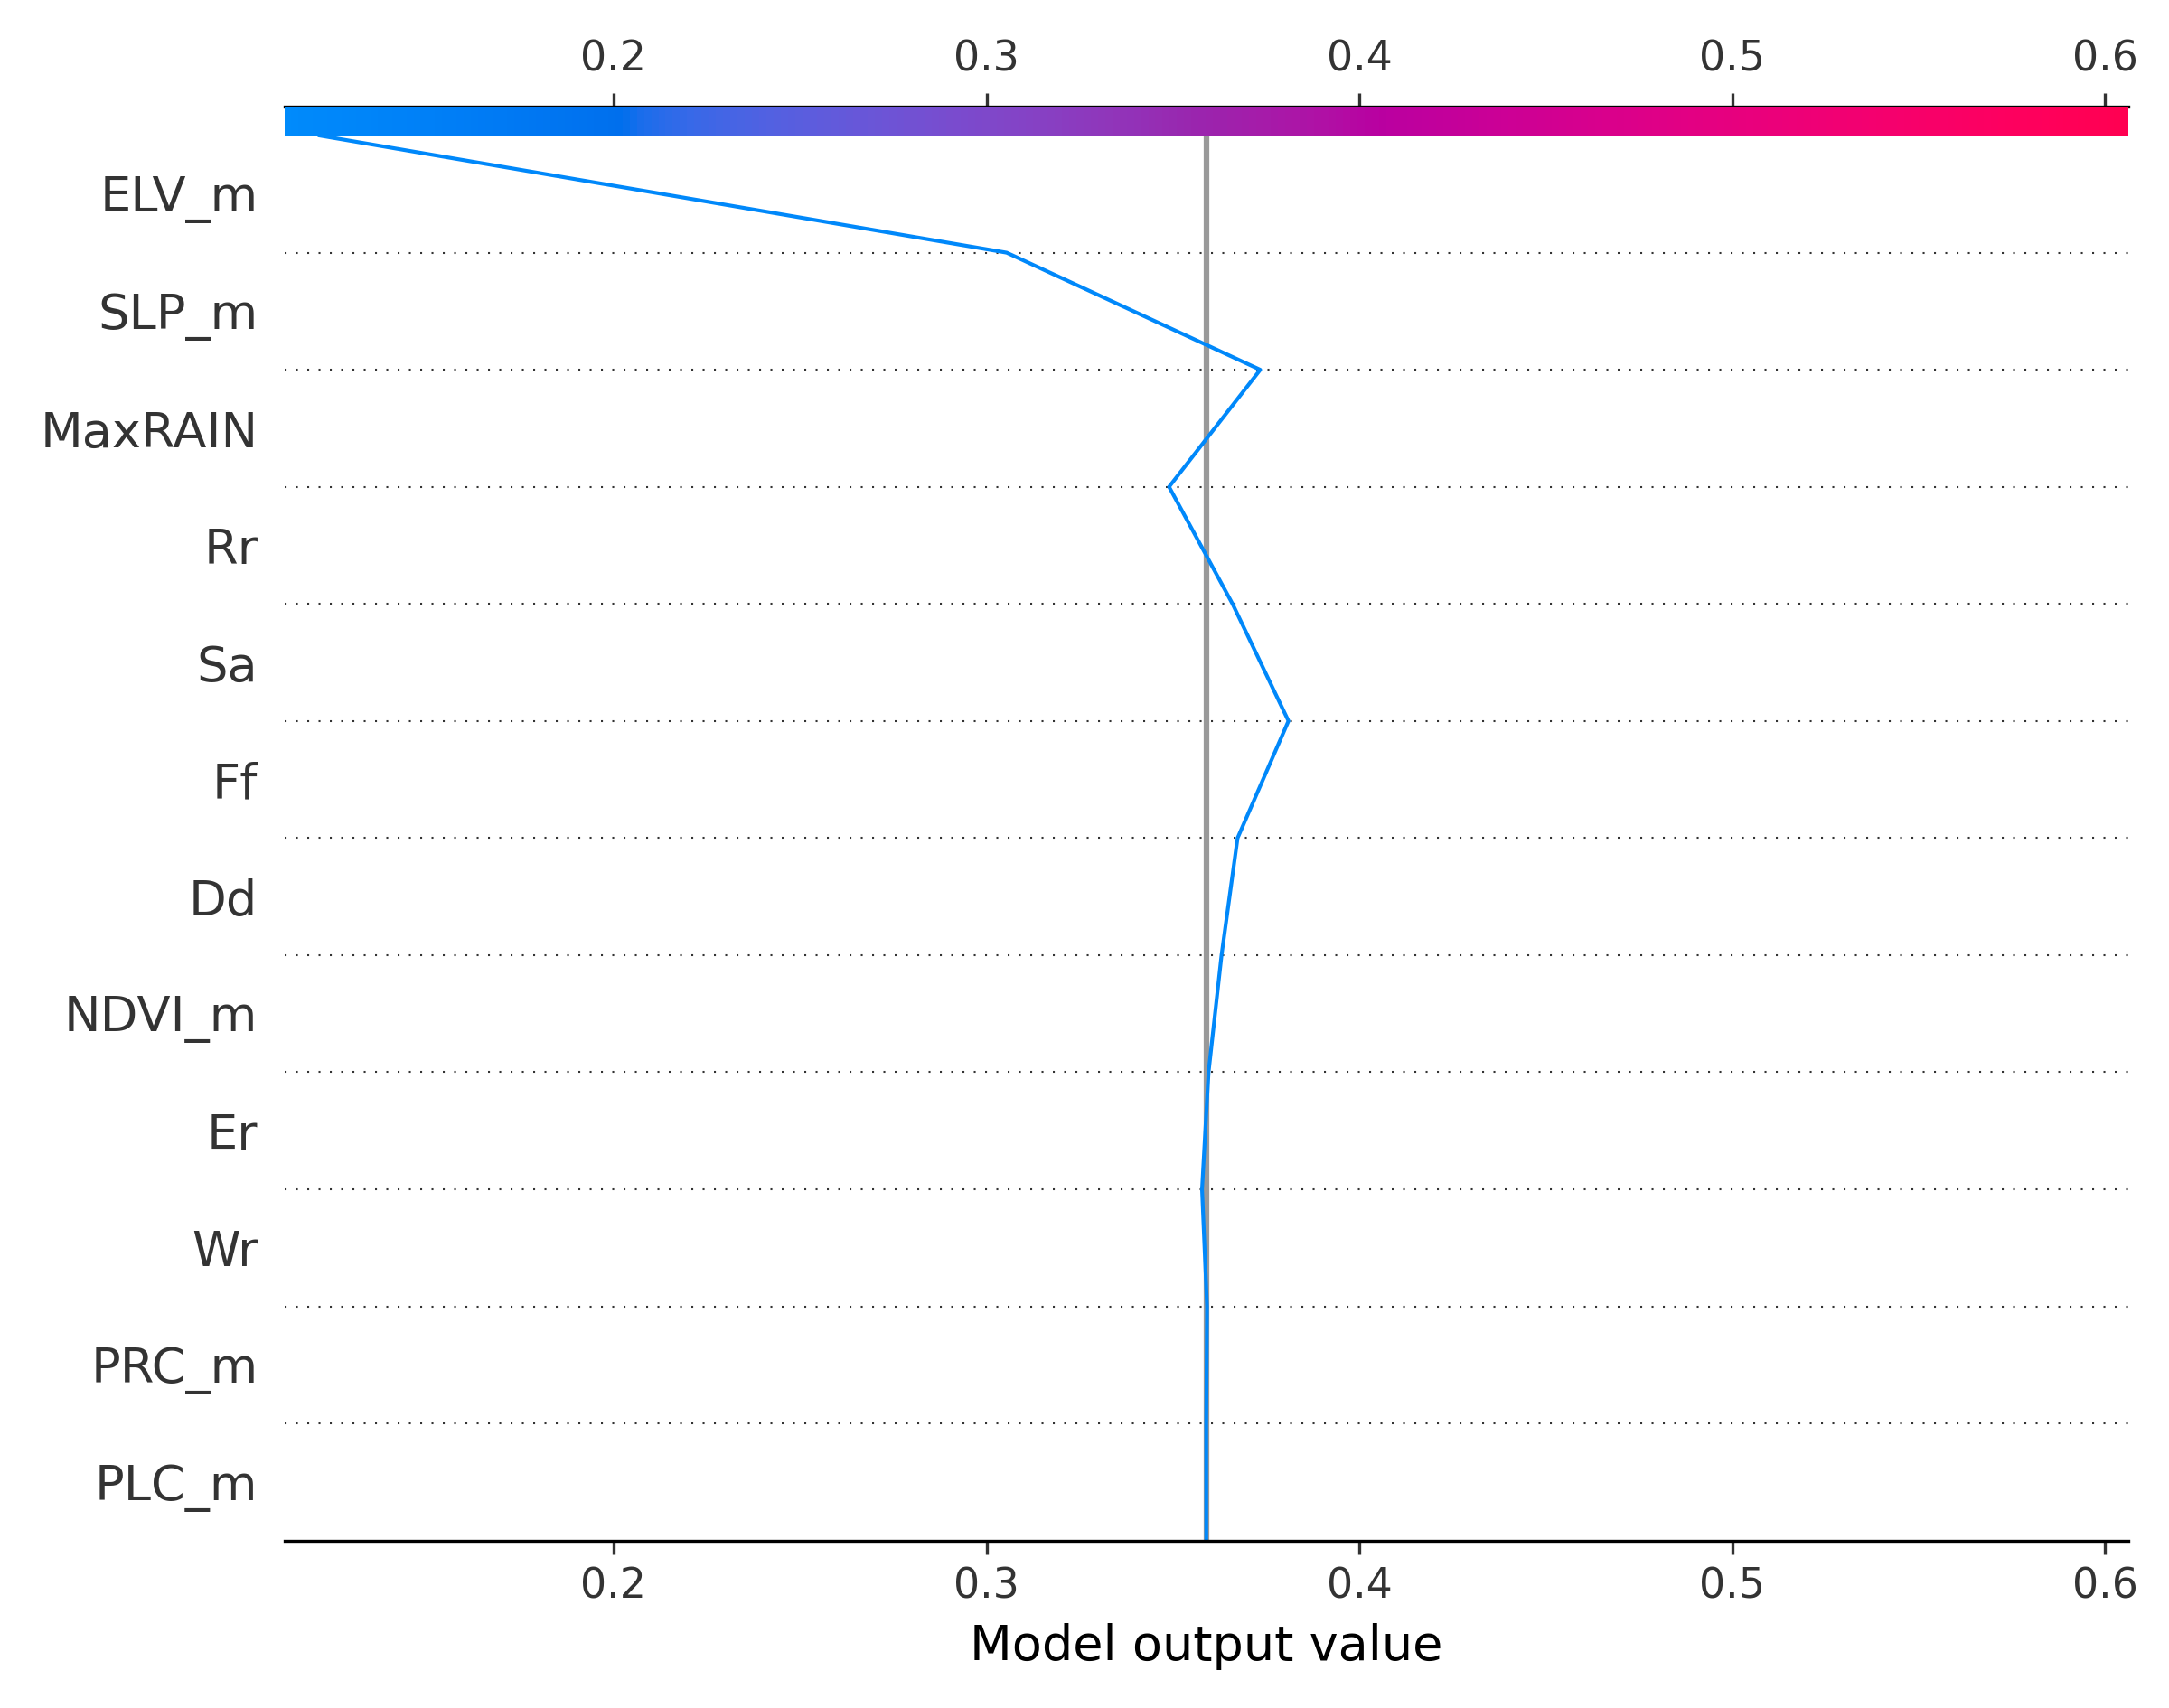 0.2 0.3 0.4 0.5 0.6
ELV_m
SLP_m
MaxRAIN
Rr
Sa
Ff
Dd
NDVI_m
Er
Wr
PRC_m
PLC_m
0.2 0.3 0.4 0.5 0.6
Model output value